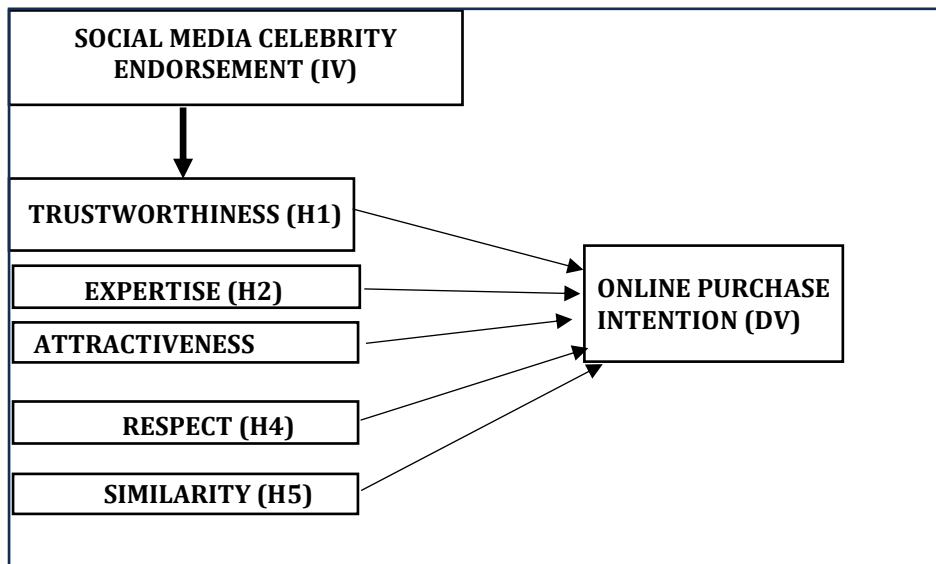 SOCIAL MEDIA CELEBRITY
ENDORSEMENT (IV)
TRUSTWORTHINESS (H1)
EXPERTISE (H2)
ATTRACTIVENESS
RESPECT (H4)
SIMILARITY (H5)
ONLINE PURCHASE
INTENTION (DV)